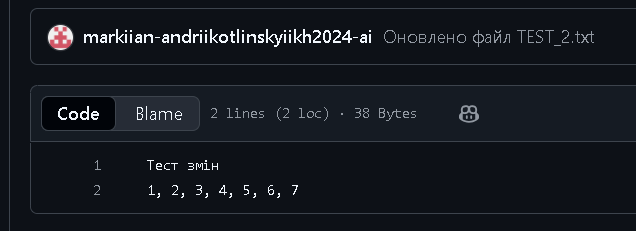 markiian-andriikotlinskyiikh2024-ai Оновлено файл TEST_2.txt
Code Blame 2 lines (2 loc) · 38 Bytes
1 Тест змін
2 1, 2, 3, 4, 5, 6, 7